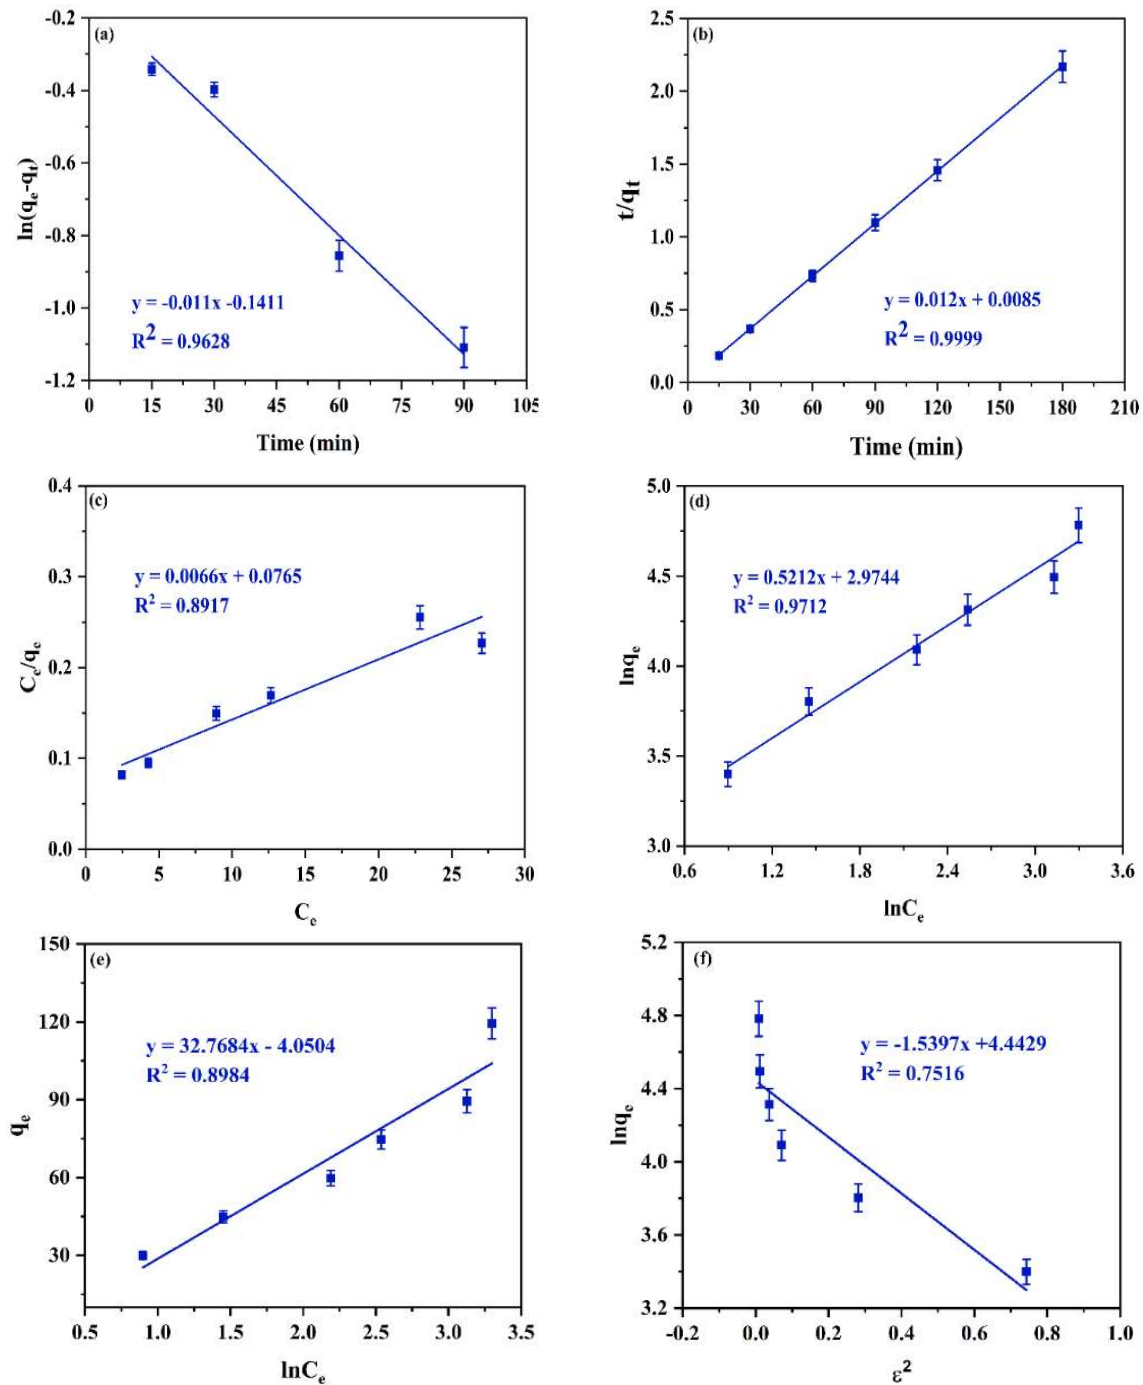 (a)
-0.2
-0.4
-0.6
-0.8
-1.0
-1.2
ln(qe-qt)
y = -0.011x -0.1411
R2 = 0.9628
0 15 30 45 60 75 90 105
Time (min)
(b)
2.5
2.0
1.5
1.0
0.5
0.0
t/qt
y = 0.012x + 0.0085
R2 = 0.9999
0 30 60 90 120 150 180 210
Time (min)
(c)
0.4
0.3
0.2
0.1
0.0
Ce/qe
y = 0.0066x + 0.0765
R2 = 0.8917
0 5 10 15 20 25 30
Ce
(d)
5.0
4.5
4.0
3.5
3.0
lnqe
y = 0.5212x + 2.9744
R2 = 0.9712
0.6 1.2 1.8 2.4 3.0 3.6
lnCe
(e)
150
120
90
60
30
qe
y = 32.7684x - 4.0504
R2 = 0.8984
0.5 1.0 1.5 2.0 2.5 3.0 3.5
lnCe
(f)
5.2
4.8
4.4
4.0
3.6
3.2
lnqe
y = -1.5397x +4.4429
R2 = 0.7516
-0.2 0.0 0.2 0.4 0.6 0.8 1.0
ε2